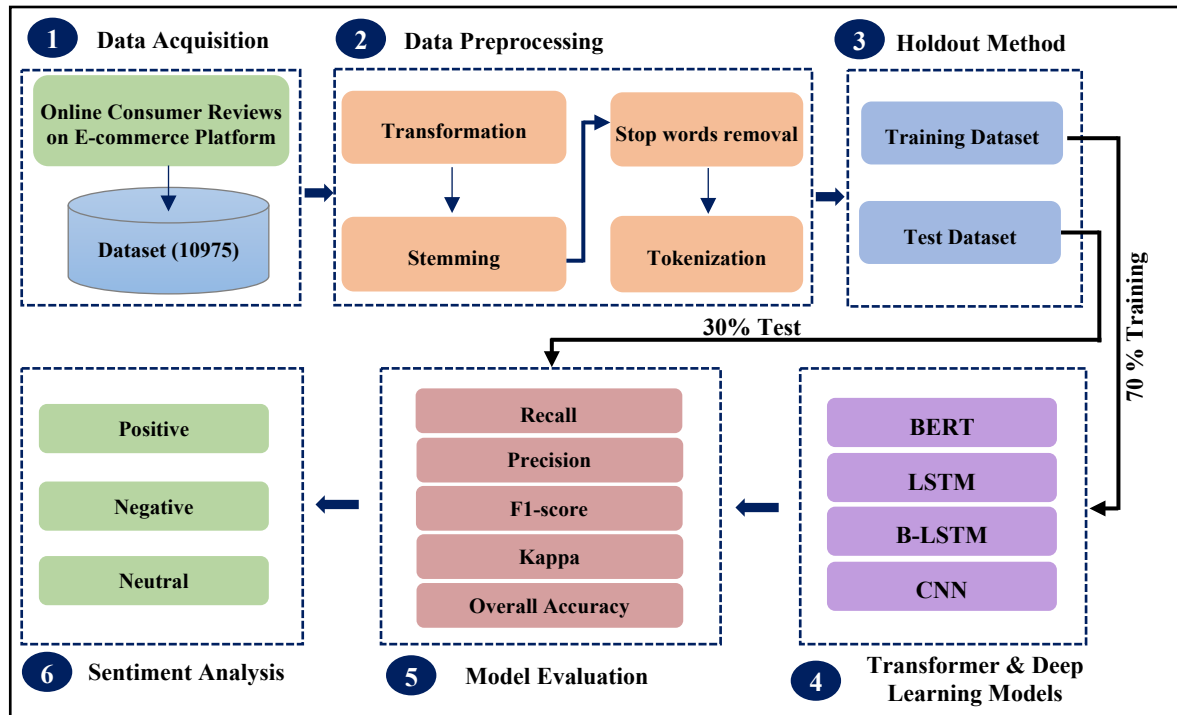 1 Data Acquisition
Online Consumer Reviews
on E-commerce Platform
Dataset (10975)
2 Data Preprocessing
Transformation
Stemming
Stop words removal
Tokenization
3 Holdout Method
Training Dataset
Test Dataset
30% Test
70 % Training
BERT
LSTM
B-LSTM
CNN
4 Transformer & Deep
Learning Models
Recall
Precision
F1-score
Kappa
Overall Accuracy
5 Model Evaluation
Positive
Negative
Neutral
6 Sentiment Analysis